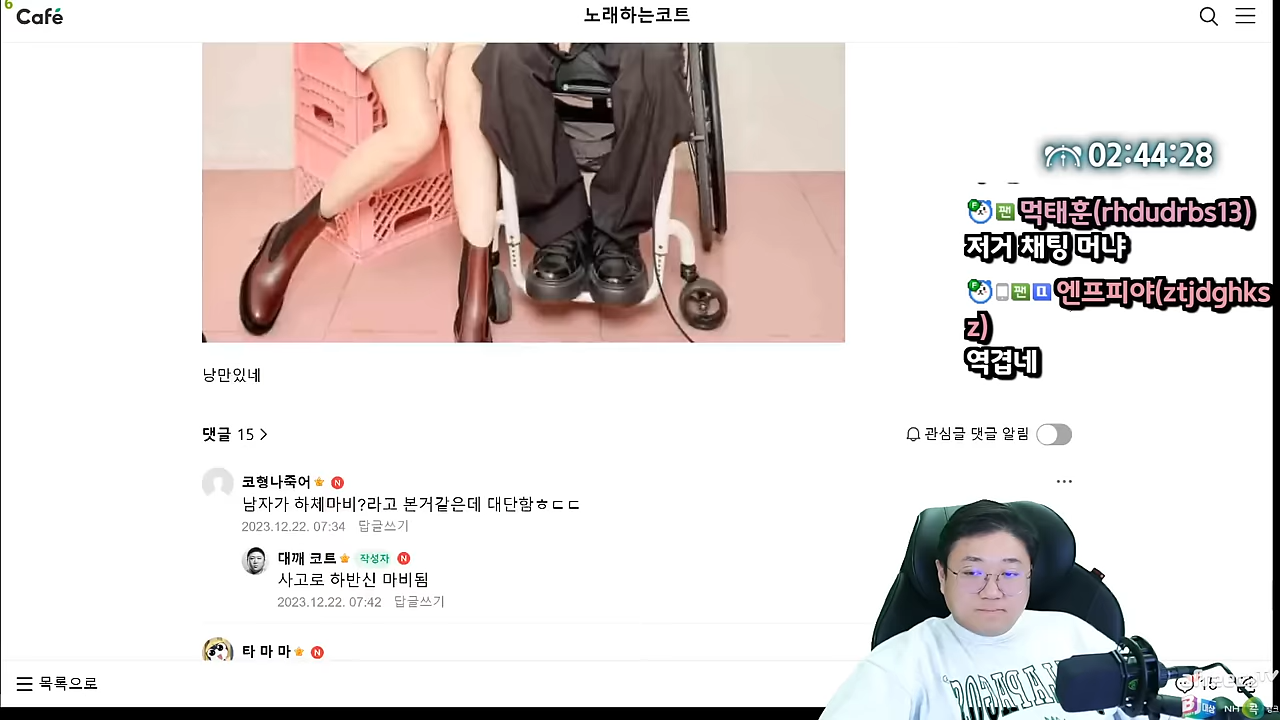 6
Café
노래하는코트
02:44:28
팬 먹태훈(rhdudrbs13)
저거 채팅 머냐
팬 엔프피야(ztjdghks
z)
역겹네
낭만있네
댓글 15
관심글 댓글 알림
코형나죽어 N
남자가 하체마비?라고 본거같은데 대단함ㅎㄷㄷ
2023.12.22. 07:34 답글쓰기
대깨 코트 작성자 N
사고로 하반신 마비됨
2023.12.22. 07:42 답글쓰기
타 마 마 N
목록으로